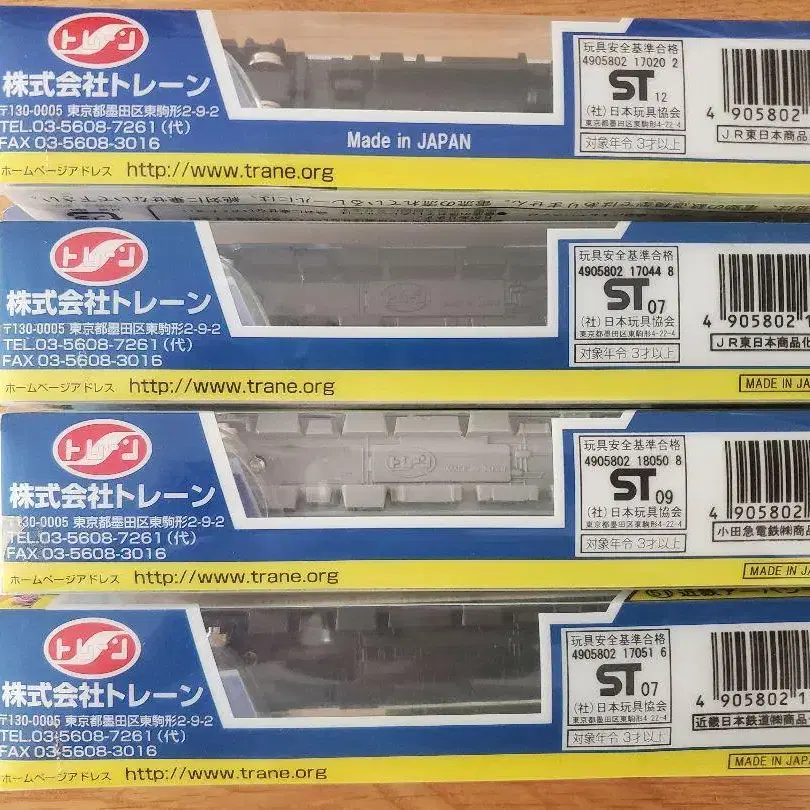 トレーン
株式会社トレーン
〒130-0005 東京都墨田区東駒形2-9-2
TEL.03-5608-7261(代)
FAX 03-5608-3016
ホームページアドレス http://www.trane.org
Made in JAPAN
玩具安全基準合格
4905802 17020 2
ST 12
(社)日本玩具協会
東京都墨田区東駒形4-22-4
対象年令 3才以上
4 905802
JR東日本商品
トレーン
株式会社トレーン
〒130-0005 東京都墨田区東駒形2-9-2
TEL.03-5608-7261(代)
FAX 03-5608-3016
ホームページアドレス http://www.trane.org
玩具安全基準合格
4905802 17044 8
ST 07
(社)日本玩具協会
東京都墨田区東駒形4-22-4
対象年令 3才以上
4 905802 1
JR東日本商品化
MADE IN JAP
トレーン
株式会社トレーン
〒130-0005 東京都墨田区東駒形2-9-2
TEL.03-5608-7261(代)
FAX 03-5608-3016
ホームページアドレス http://www.trane.org
トレーン
玩具安全基準合格
4905802 18050 8
ST 09
(社)日本玩具協会
東京都墨田区東駒形4-22-4
対象年令 3才以上
4 905802
小田急電鉄㈱商品
MADE IN JA
トレーン
株式会社トレーン
〒130-0005 東京都墨田区東駒形2-9-2
TEL.03-5608-7261(代)
FAX 03-5608-3016
ホームページアドレス http://www.trane.org
玩具安全基準合格
4905802 17051 6
ST 07
(社)日本玩具協会
東京都墨田区東駒形4-22-4
対象年令 3才以上
4 905802 1
近畿日本鉄道㈱商品
MADE IN JAPA